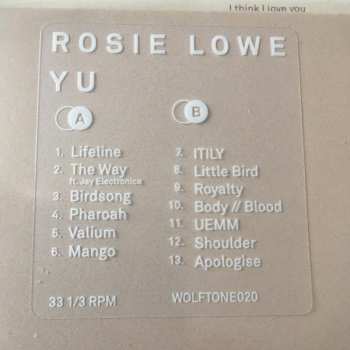 I think I love you
ROSIE LOWE
YU
A
1. Lifeline
2. The Way
ft. Jay Electronica
3. Birdsong
4. Pharoah
5. Valium
6. Mango
B
7. ITILY
8. Little Bird
9. Royalty
10. Body // Blood
11. UEMM
12. Shoulder
13. Apologise
33 1/3 RPM
WOLFTONE020